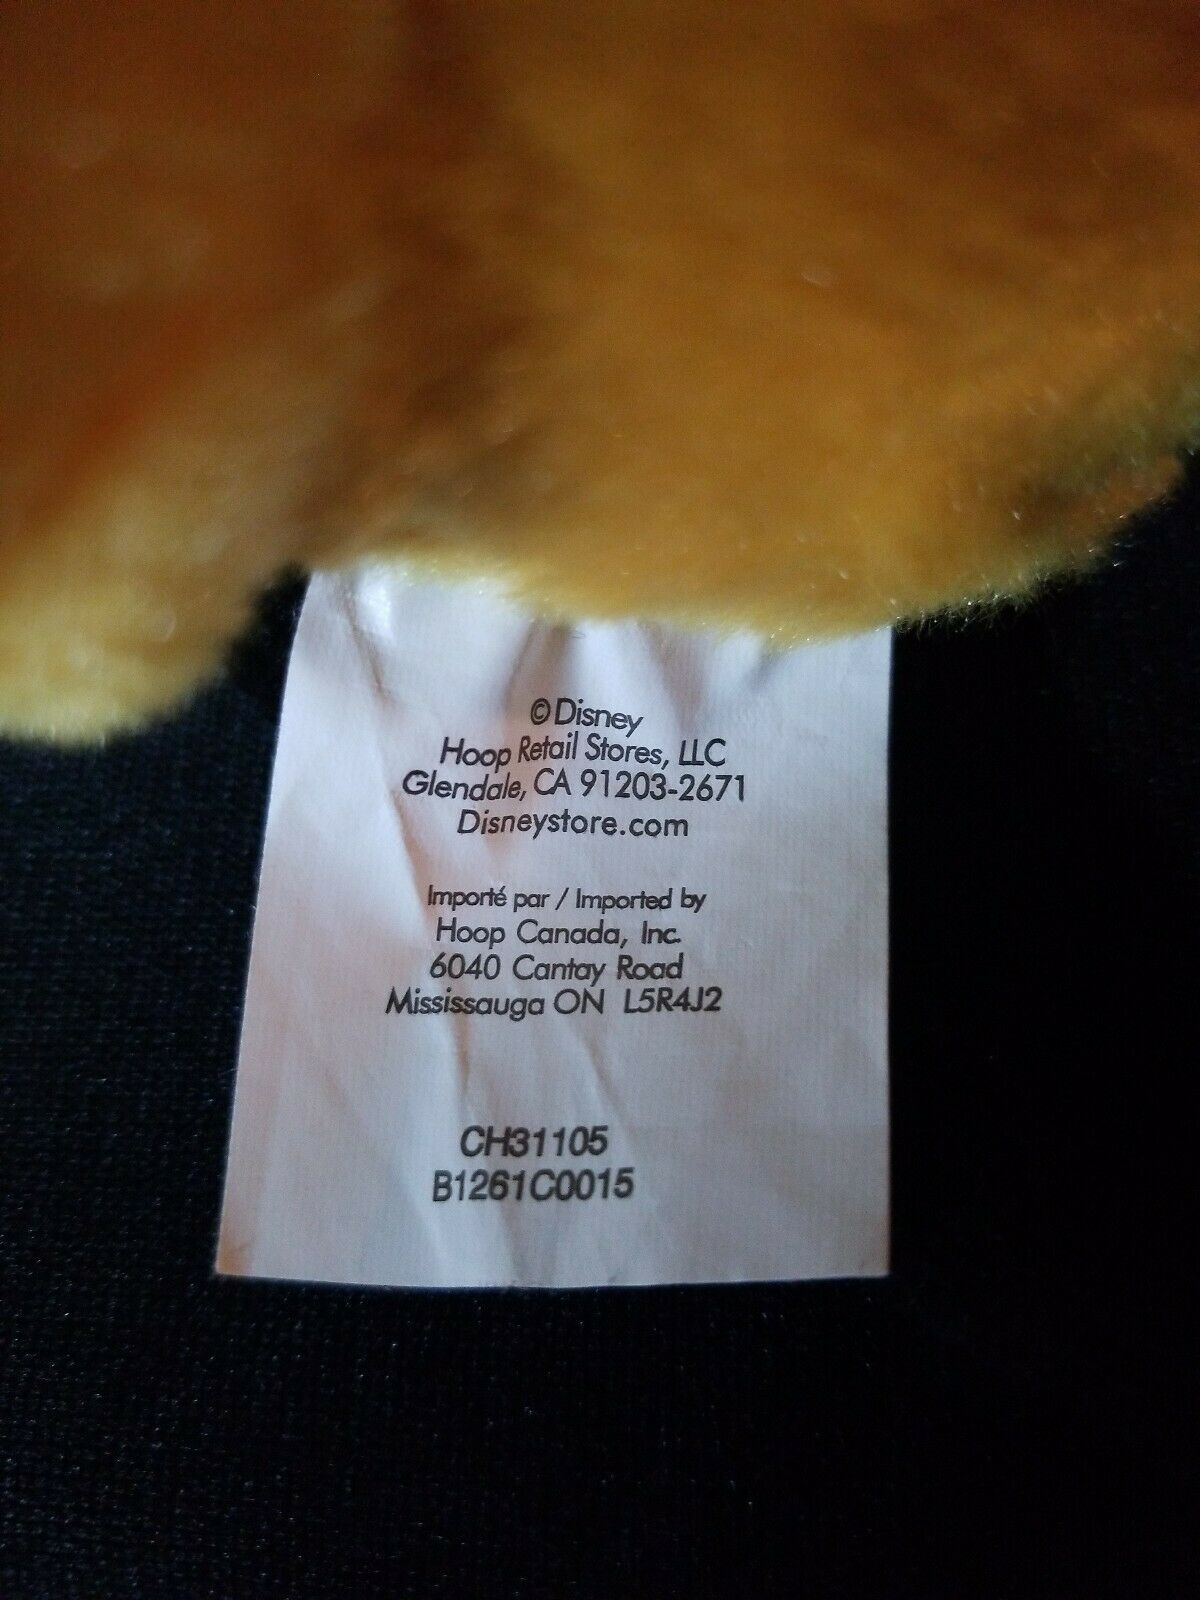 ©Disney
Hoop Retail Stores, LLC
Glendale, CA 91203-2671
Disneystore.com
Importé par / Imported by
Hoop Canada, Inc.
6040 Cantay Road
Mississauga ON L5R4J2
CH31105
B1261C0015